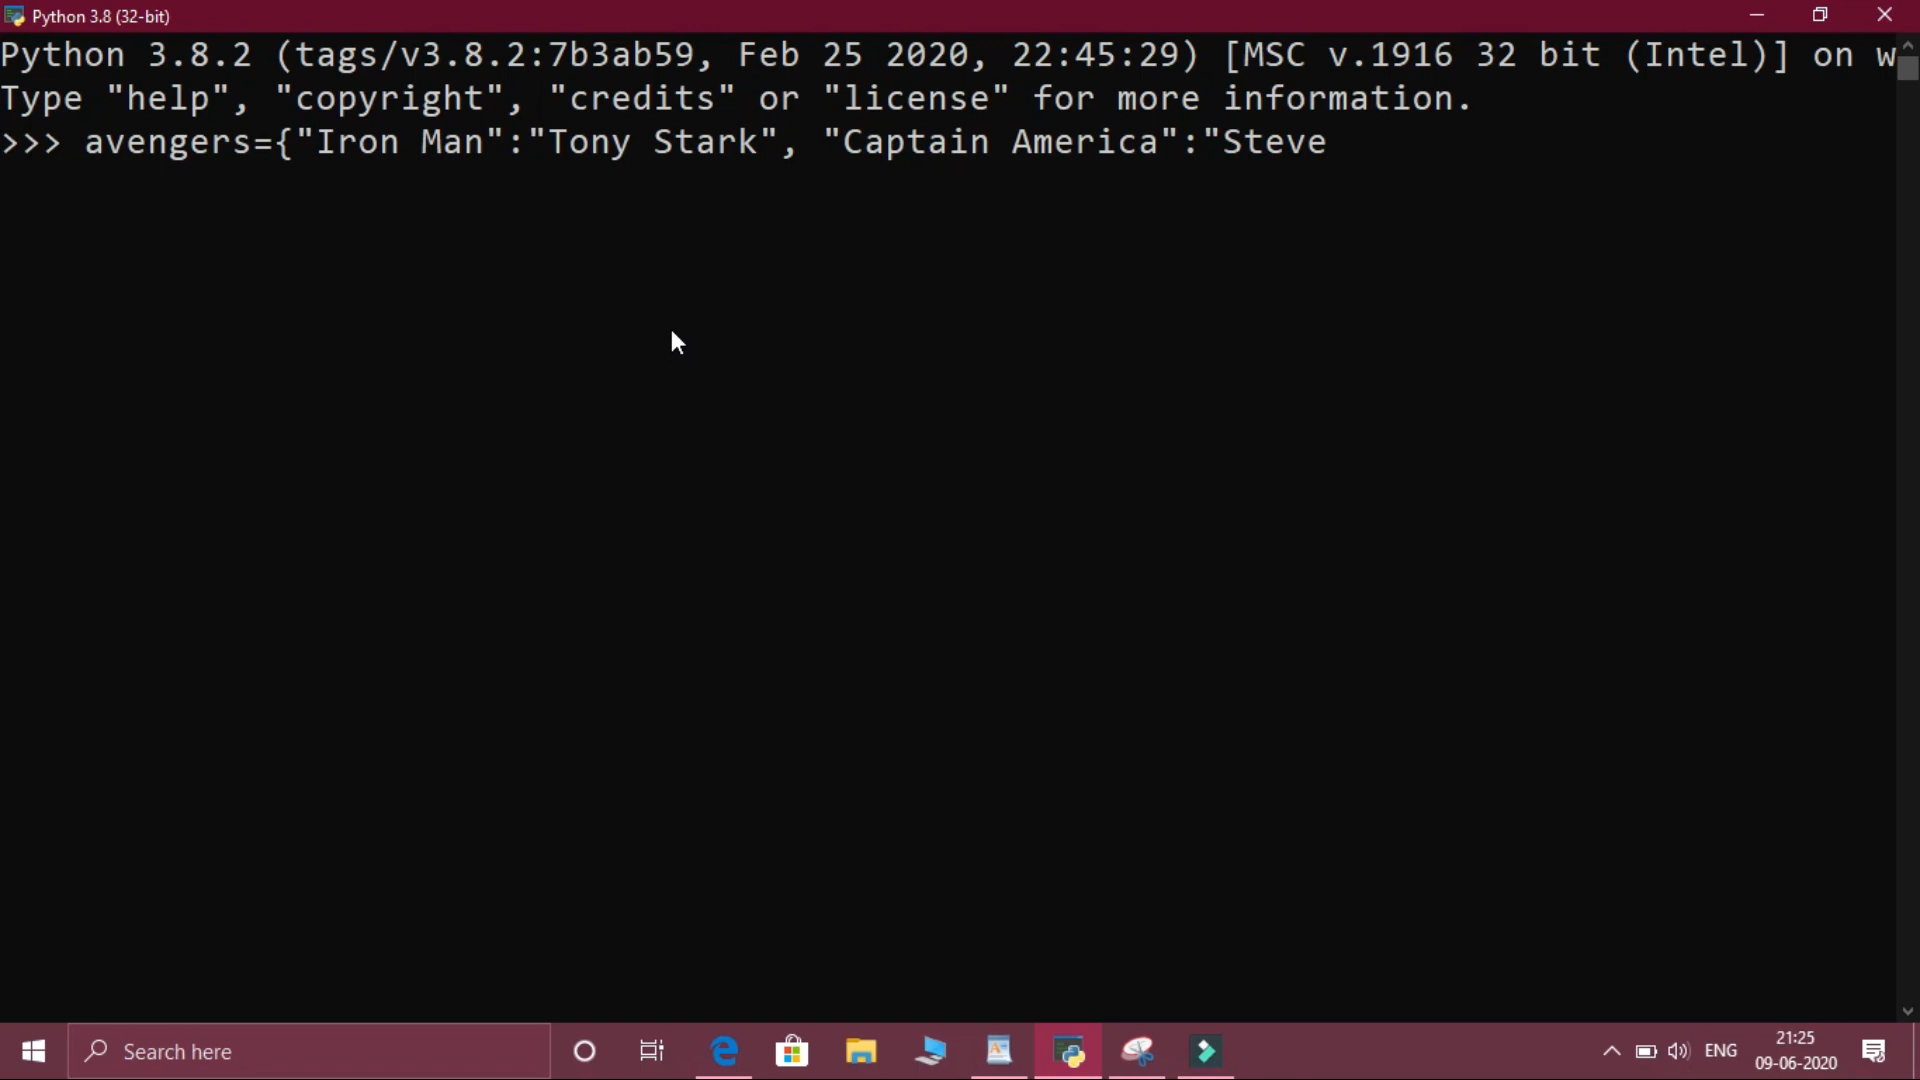 Python 3.8 (32-bit)
Python 3.8.2 (tags/v3.8.2:7b3ab59, Feb 25 2020, 22:45:29) [MSC v.1916 32 bit (Intel)] on w
Type "help", "copyright", "credits" or "license" for more information.
>>> avengers={"Iron Man":"Tony Stark", "Captain America":"Steve
Search here
ENG
21:25
09-06-2020